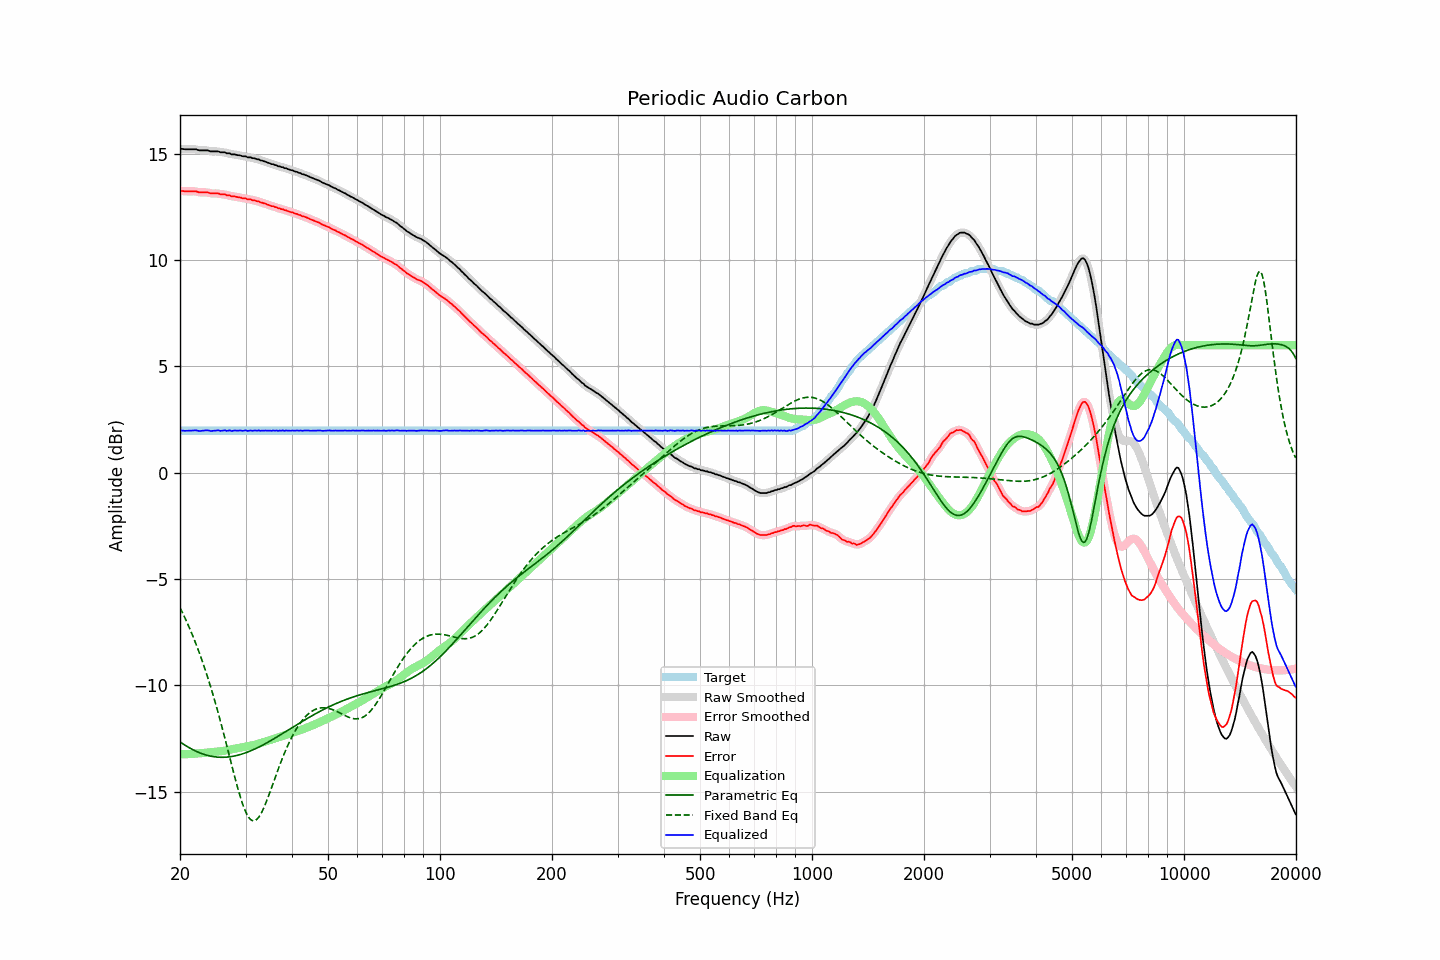 Periodic Audio Carbon
Amplitude (dBr)
15
10
5
0
−5
−10
−15
Target
Raw Smoothed
Error Smoothed
Raw
Error
Equalization
Parametric Eq
Fixed Band Eq
Equalized
20 50 100 200 500 1000 2000 5000 10000 20000
Frequency (Hz)